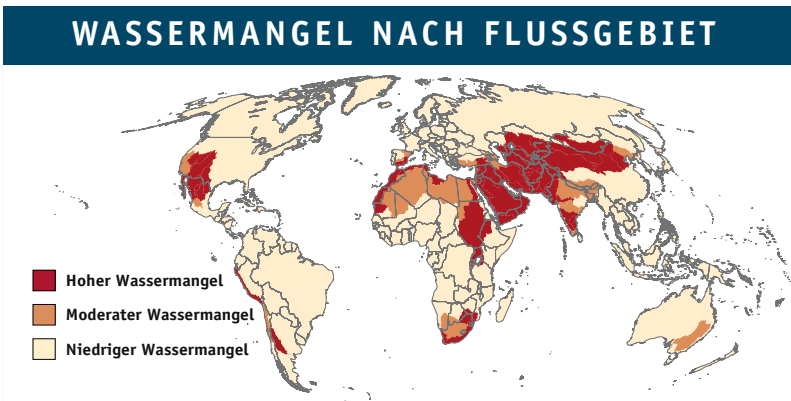 WASSERMANGEL NACH FLUSSGEBIET
Hoher Wassermangel
Moderater Wassermangel
Niedriger Wassermangel